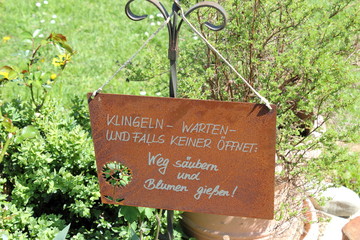 KLINGELN - WARTEN -
UND FALLS KEINER ÖFFNET:
Weg säubern
und
Blumen gießen!